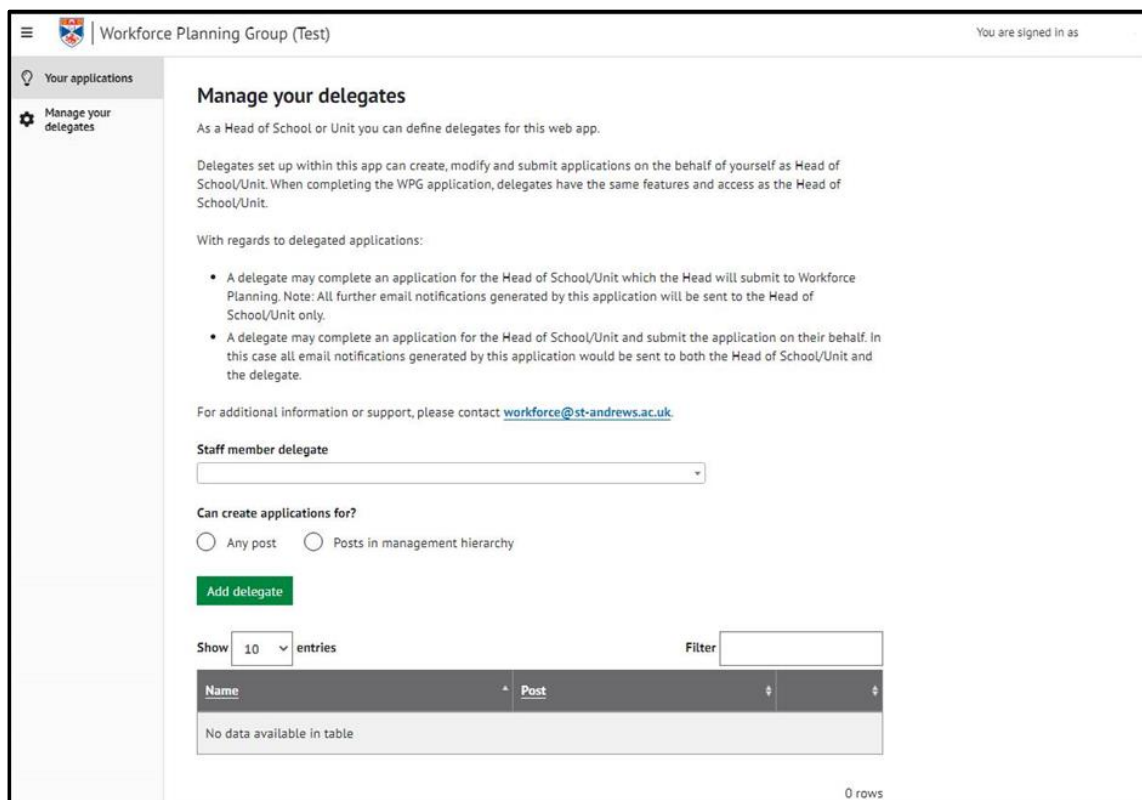 Workforce Planning Group (Test)
You are signed in as
Your applications
Manage your
delegates
Manage your delegates
As a Head of School or Unit you can define delegates for this web app.
Delegates set up within this app can create, modify and submit applications on the behalf of yourself as Head of
School/Unit. When completing the WPG application, delegates have the same features and access as the Head of
School/Unit.
With regards to delegated applications:
• A delegate may complete an application for the Head of School/Unit which the Head will submit to Workforce
Planning. Note: All further email notifications generated by this application will be sent to the Head of
School/Unit only.
• A delegate may complete an application for the Head of School/Unit and submit the application on their behalf. In
this case all email notifications generated by this application would be sent to both the Head of School/Unit and
the delegate.
For additional information or support, please contact workforce@st-andrews.ac.uk.
Staff member delegate
Can create applications for?
Any post Posts in management hierarchy
Add delegate
Show 10 entries Filter
Name Post
No data available in table
0 rows